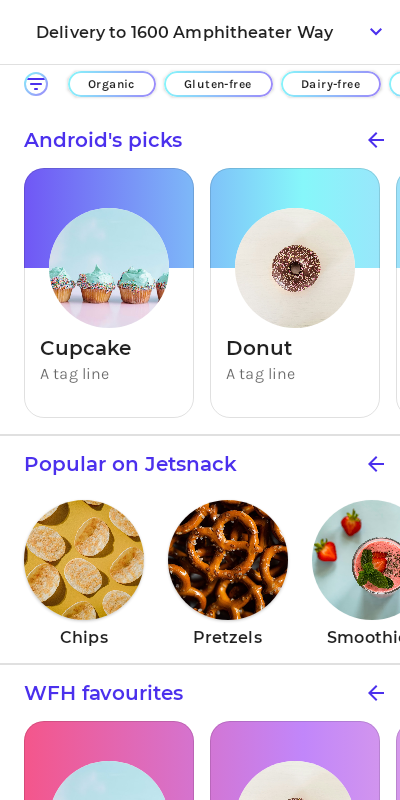 Delivery to 1600 Amphitheater Way
Organic
Gluten-free
Dairy-free
Android's picks
Cupcake
A tag line
Donut
A tag line
Popular on Jetsnack
Chips
Pretzels
Smoothi
WFH favourites